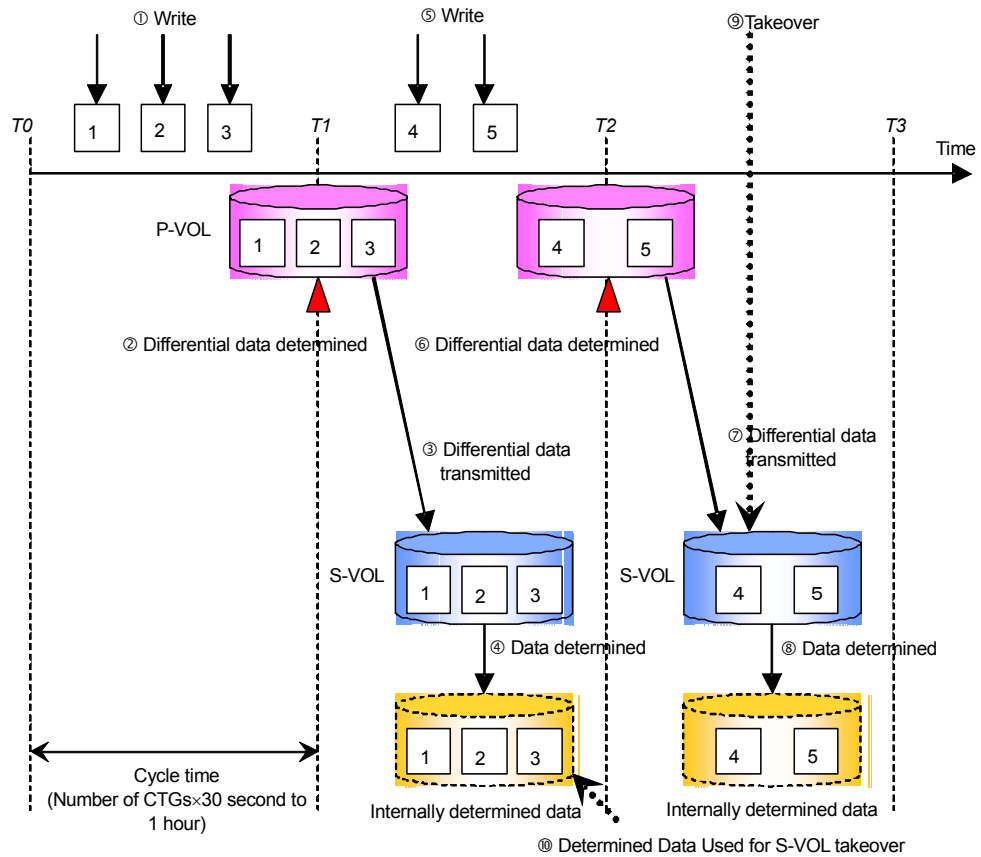 ① Write
⑤ Write
⑨Takeover
1
2
3
4
5
T0
T1
T2
T3
Time
P-VOL
1
2
3
4
5
② Differential data determined
⑥ Differential data determined
③ Differential data
transmitted
⑦ Differential data
transmitted
S-VOL
1
2
3
S-VOL
4
5
④ Data determined
⑧ Data determined
1
2
3
4
5
Cycle time
(Number of CTGs×30 second to
1 hour)
Internally determined data
Internally determined data
⑩ Determined Data Used for S-VOL takeover